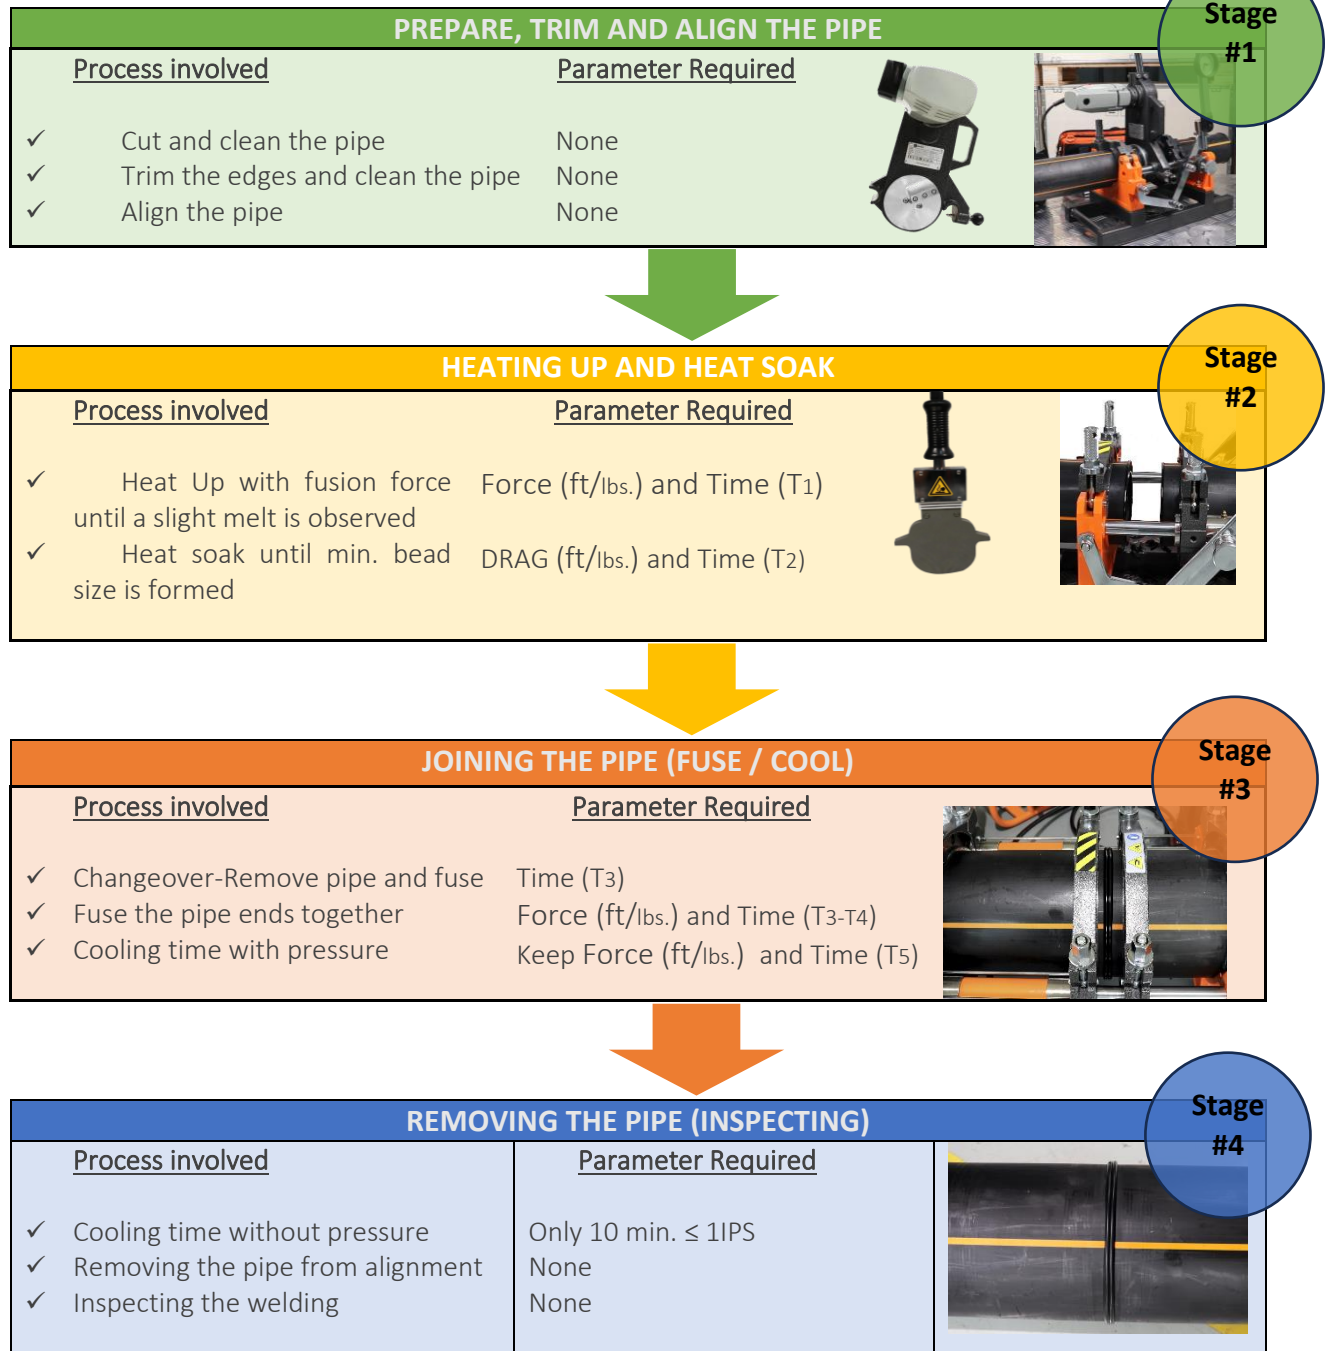 PREPARE, TRIM AND ALIGN THE PIPE
Stage
#1
Process involved Parameter Required
✓ Cut and clean the pipe None
✓ Trim the edges and clean the pipe None
✓ Align the pipe None
HEATING UP AND HEAT SOAK
Stage
#2
Process involved Parameter Required
✓ Heat Up with fusion force Force (ft/lbs.) and Time (T1)
until a slight melt is observed
✓ Heat soak until min. bead DRAG (ft/lbs.) and Time (T2)
size is formed
JOINING THE PIPE (FUSE / COOL)
Stage
#3
Process involved Parameter Required
✓ Changeover-Remove pipe and fuse Time (T3)
✓ Fuse the pipe ends together Force (ft/lbs.) and Time (T3-T4)
✓ Cooling time with pressure Keep Force (ft/lbs.) and Time (T5)
REMOVING THE PIPE (INSPECTING)
Stage
#4
Process involved Parameter Required
✓ Cooling time without pressure Only 10 min. ≤ 1IPS
✓ Removing the pipe from alignment None
✓ Inspecting the welding None